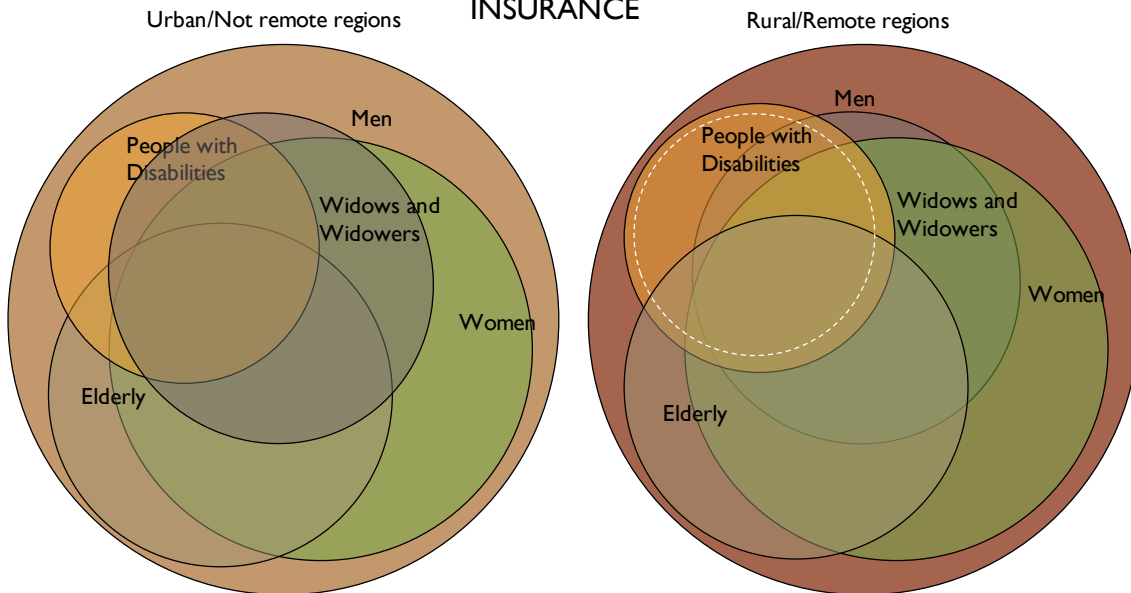 INSURANCE
Urban/Not remote regions
Men
People with
Disabilities
Widows and
Widowers
Women
Elderly
Rural/Remote regions
Men
People with
Disabilities
Widows and
Widowers
Women
Elderly